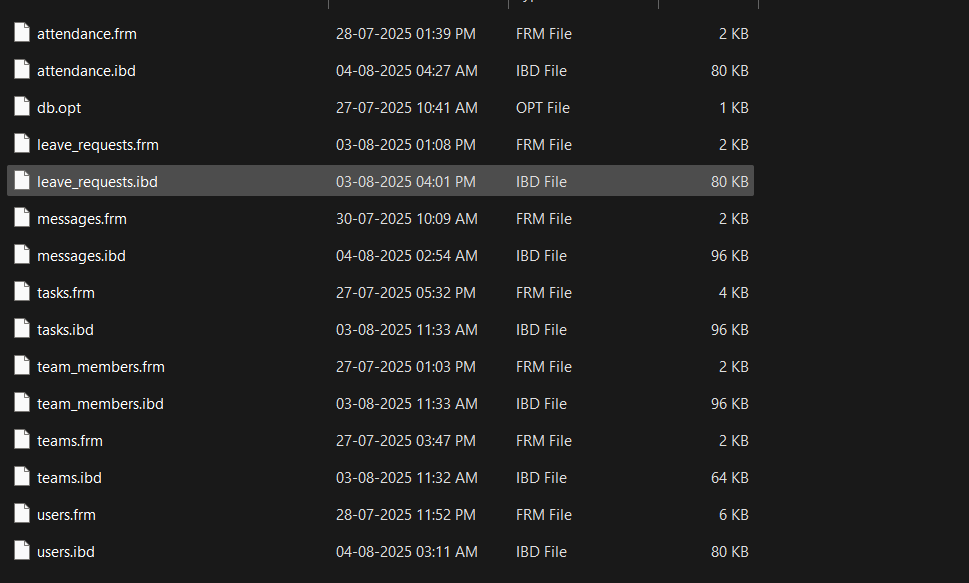 attendance.frm 28-07-2025 01:39 PM FRM File 2 KB
attendance.ibd 04-08-2025 04:27 AM IBD File 80 KB
db.opt 27-07-2025 10:41 AM OPT File 1 KB
leave_requests.frm 03-08-2025 01:08 PM FRM File 2 KB
leave_requests.ibd 03-08-2025 04:01 PM IBD File 80 KB
messages.frm 30-07-2025 10:09 AM FRM File 2 KB
messages.ibd 04-08-2025 02:54 AM IBD File 96 KB
tasks.frm 27-07-2025 05:32 PM FRM File 4 KB
tasks.ibd 03-08-2025 11:33 AM IBD File 96 KB
team_members.frm 27-07-2025 01:03 PM FRM File 2 KB
team_members.ibd 03-08-2025 11:33 AM IBD File 96 KB
teams.frm 27-07-2025 03:47 PM FRM File 2 KB
teams.ibd 03-08-2025 11:32 AM IBD File 64 KB
users.frm 28-07-2025 11:52 PM FRM File 6 KB
users.ibd 04-08-2025 03:11 AM IBD File 80 KB